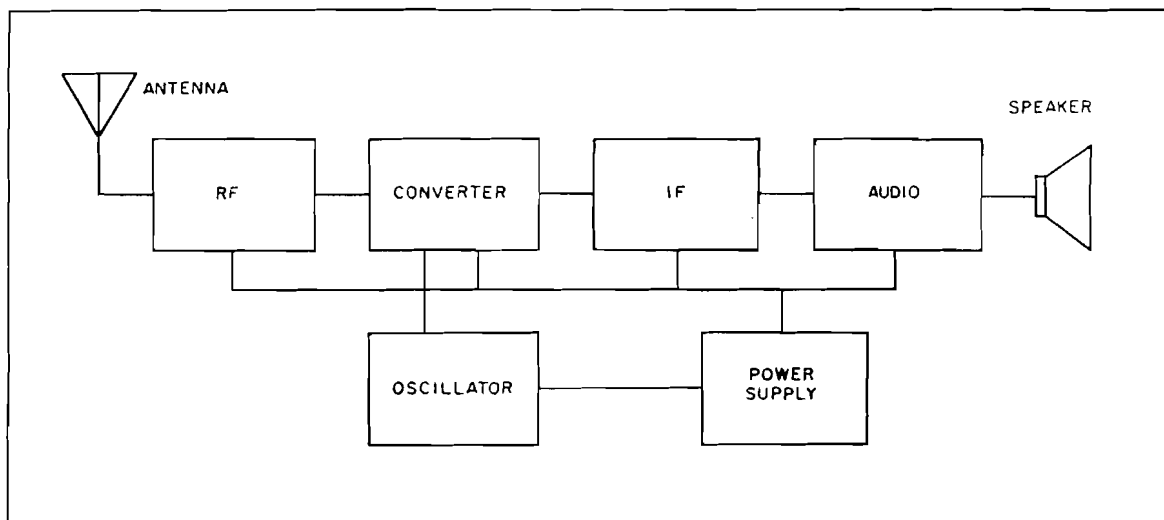 ANTENNA
SPEAKER
RF
CONVERTER
IF
AUDIO
OSCILLATOR
POWER
SUPPLY